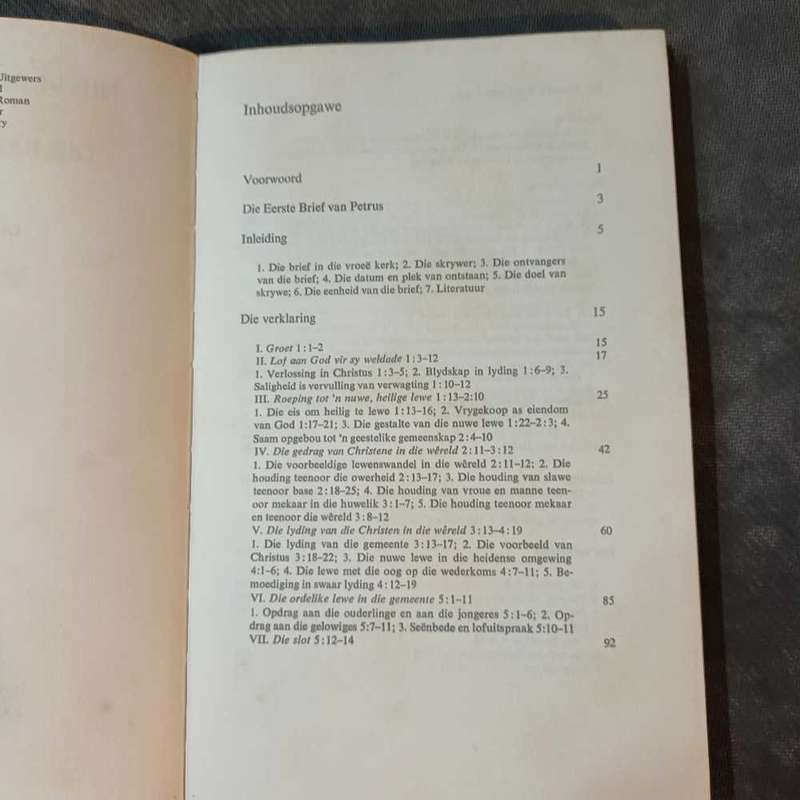 Uitgewers
Roman
Inhoudsopgawe
Voorwoord 1
Die Eerste Brief van Petrus 3
Inleiding 5
1. Die brief in die vroeë kerk; 2. Die skrywer; 3. Die ontvangers
van die brief; 4. Die datum en plek van ontstaan; 5. Die doel van
skrywe; 6. Die eenheid van die brief; 7. Literatuur
Die verklaring 15
I. Groet 1:1–2 15
II. Lof aan God vir sy weldade 1:3–12 17
1. Verlossing in Christus 1:3–5; 2. Blydskap in lyding 1:6–9; 3.
Saligheid is vervulling van verwagting 1:10–12
III. Roeping tot 'n nuwe, heilige lewe 1:13–2:10 25
1. Die eis om heilig te lewe 1:13–16; 2. Vrygekoop as eiendom
van God 1:17–21; 3. Die gestalte van die nuwe lewe 1:22–2:3; 4.
Saam opgebou tot 'n geestelike gemeenskap 2:4–10
IV. Die gedrag van Christene in die wêreld 2:11–3:12 42
1. Die voorbeeldige lewenswandel in die wêreld 2:11–12; 2. Die
houding teenoor die owerheid 2:13–17; 3. Die houding van slawe
teenoor base 2:18–25; 4. Die houding van vroue en manne teen-
oor mekaar in die huwelik 3:1–7; 5. Die houding teenoor mekaar
en teenoor die wêreld 3:8–12
V. Die lyding van die Christen in die wêreld 3:13–4:19 60
1. Die lyding van die gemeente 3:13–17; 2. Die voorbeeld van
Christus 3:18–22; 3. Die nuwe lewe in die heidense omgewing
4:1–6; 4. Die lewe met die oog op die wederkoms 4:7–11; 5. Be-
moediging in swaar lyding 4:12–19
VI. Die ordelike lewe in die gemeente 5:1–11 85
1. Opdrag aan die ouderlinge en aan die jongeres 5:1–6; 2. Op-
drag aan die gelowiges 5:7–11; 3. Seënbede en lofuitspraak 5:10–11
VII. Die slot 5:12–14 92